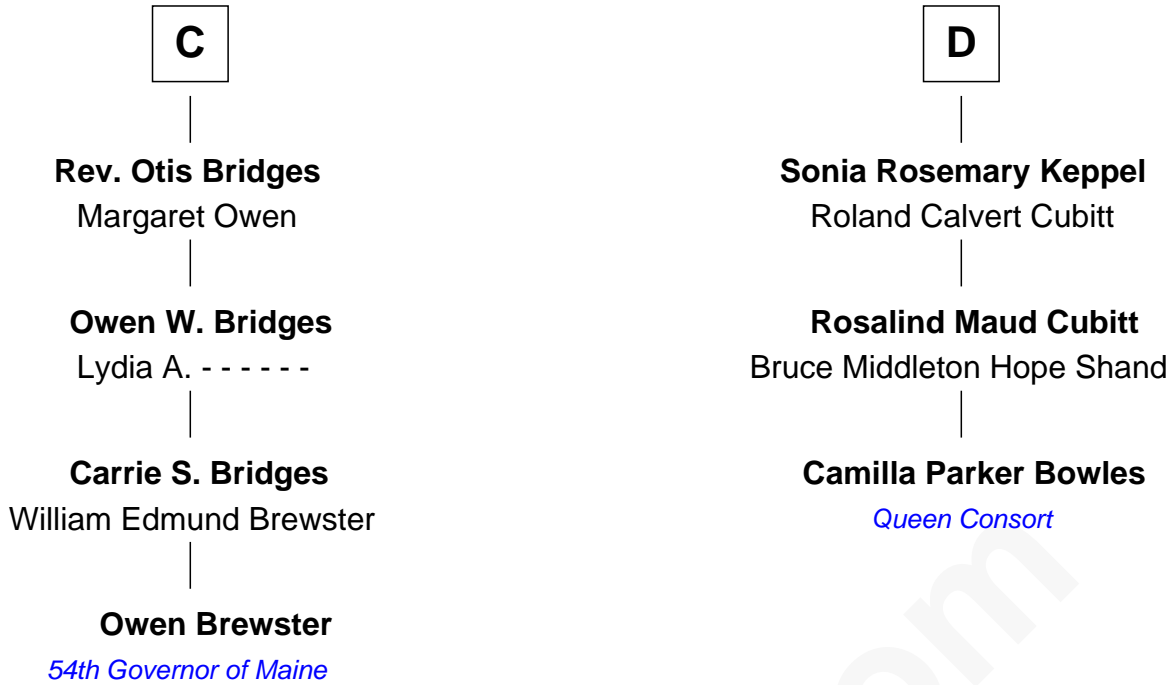 C
Rev. Otis Bridges
Margaret Owen
Owen W. Bridges
Lydia A. - - - - - -
Carrie S. Bridges
William Edmund Brewster
Owen Brewster
54th Governor of Maine
D
Sonia Rosemary Keppel
Roland Calvert Cubitt
Rosalind Maud Cubitt
Bruce Middleton Hope Shand
Camilla Parker Bowles
Queen Consort
om